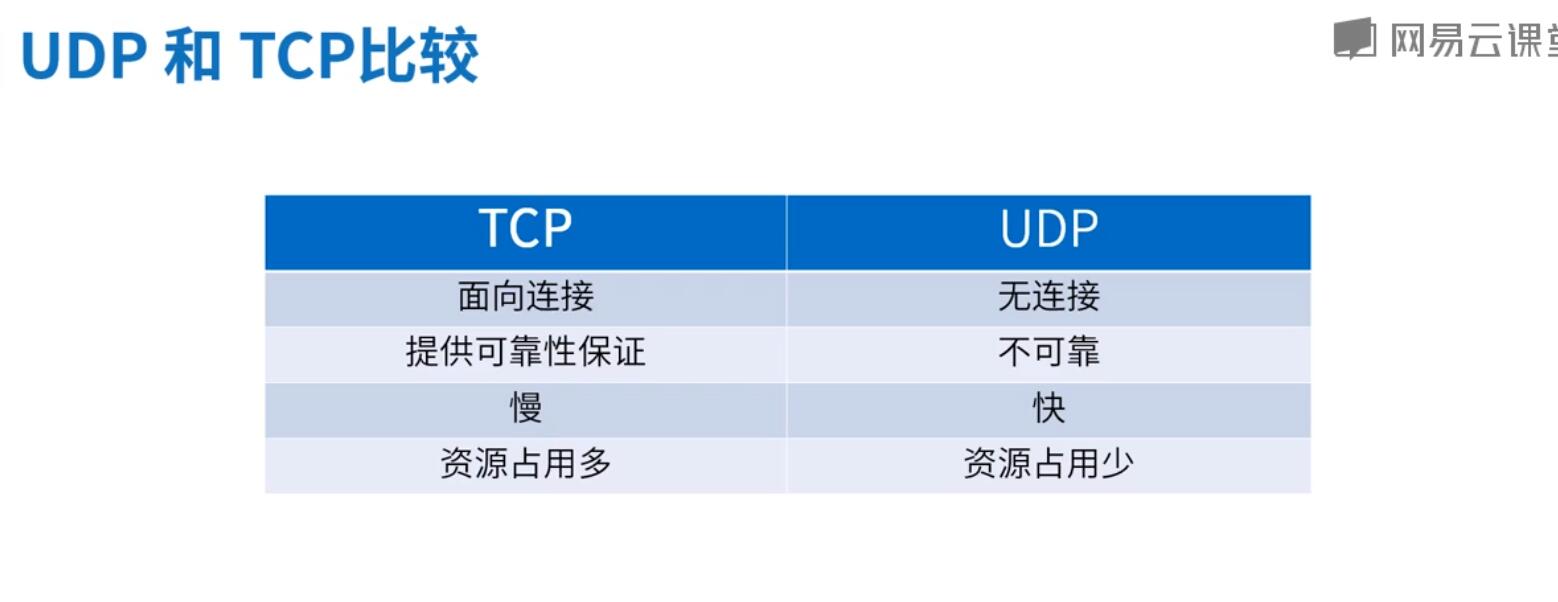 UDP 和 TCP比较
网易云课堂
TCP UDP
面向连接 无连接
提供可靠性保证 不可靠
慢 快
资源占用多 资源占用少